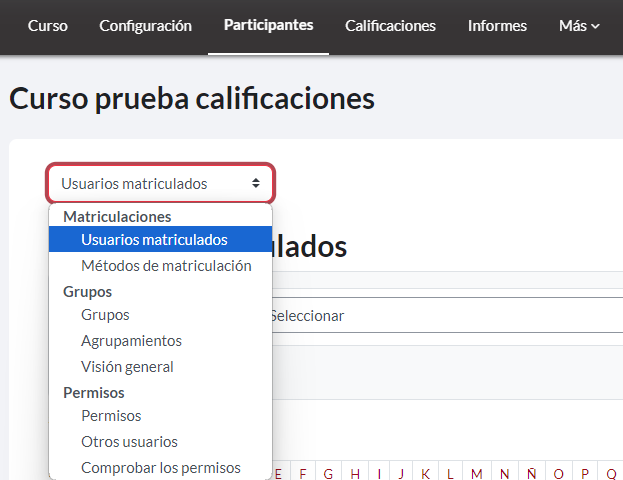 Curso Configuración Participantes Calificaciones Informes Más
Curso prueba calificaciones
Usuarios matriculados
Matriculaciones
Usuarios matriculados
ulados
Métodos de matriculación
Grupos
Grupos
Seleccionar
Agrupamientos
Visión general
Permisos
Permisos
Otros usuarios
Comprobar los permisos
E F G H I J K L M N Ñ O P Q